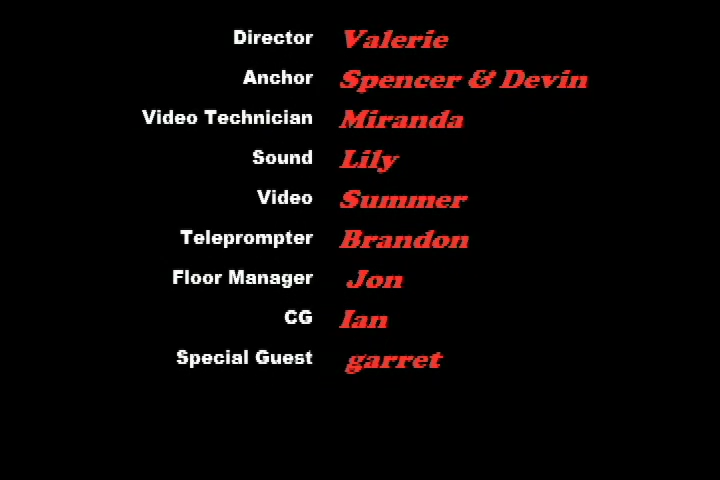 Director Valerie
Anchor Spencer & Devin
Video Technician Miranda
Sound Lily
Video Summer
Teleprompter Brandon
Floor Manager Jon
CG Ian
Special Guest garret